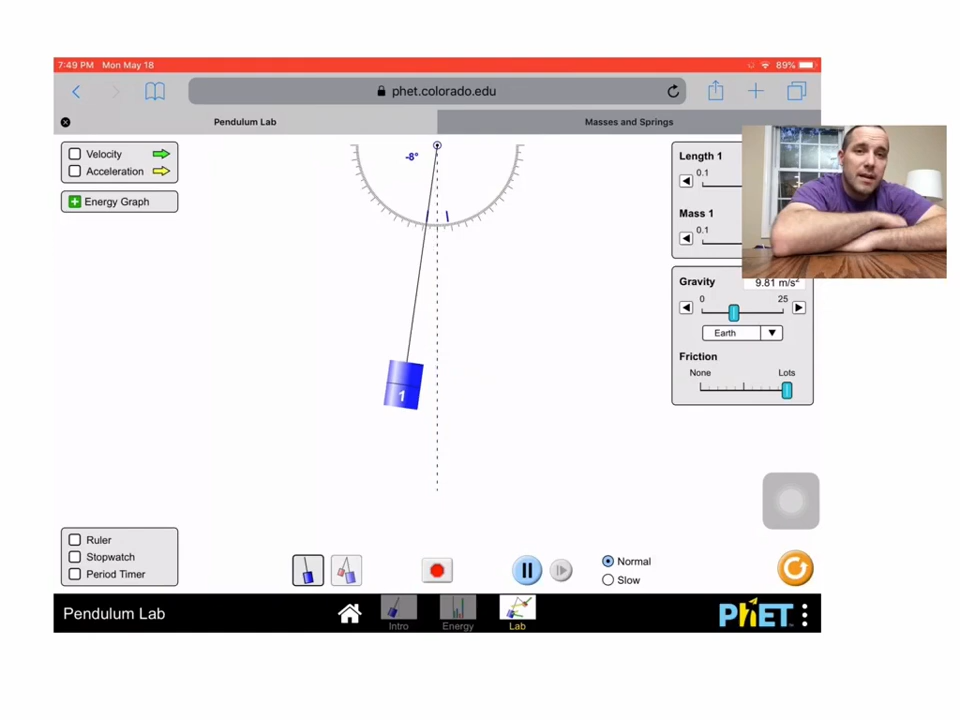 7:49 PM Mon May 18
89%
phet.colorado.edu
Pendulum Lab
Masses and Springs
Velocity
Acceleration
Energy Graph
-8°
1
Length 1
0.1
Mass 1
0.1
Gravity
9.81 m/s²
0 25
Earth
Friction
None Lots
Ruler
Stopwatch
Period Timer
Normal
Slow
Pendulum Lab
Intro
Energy
Lab
PhET